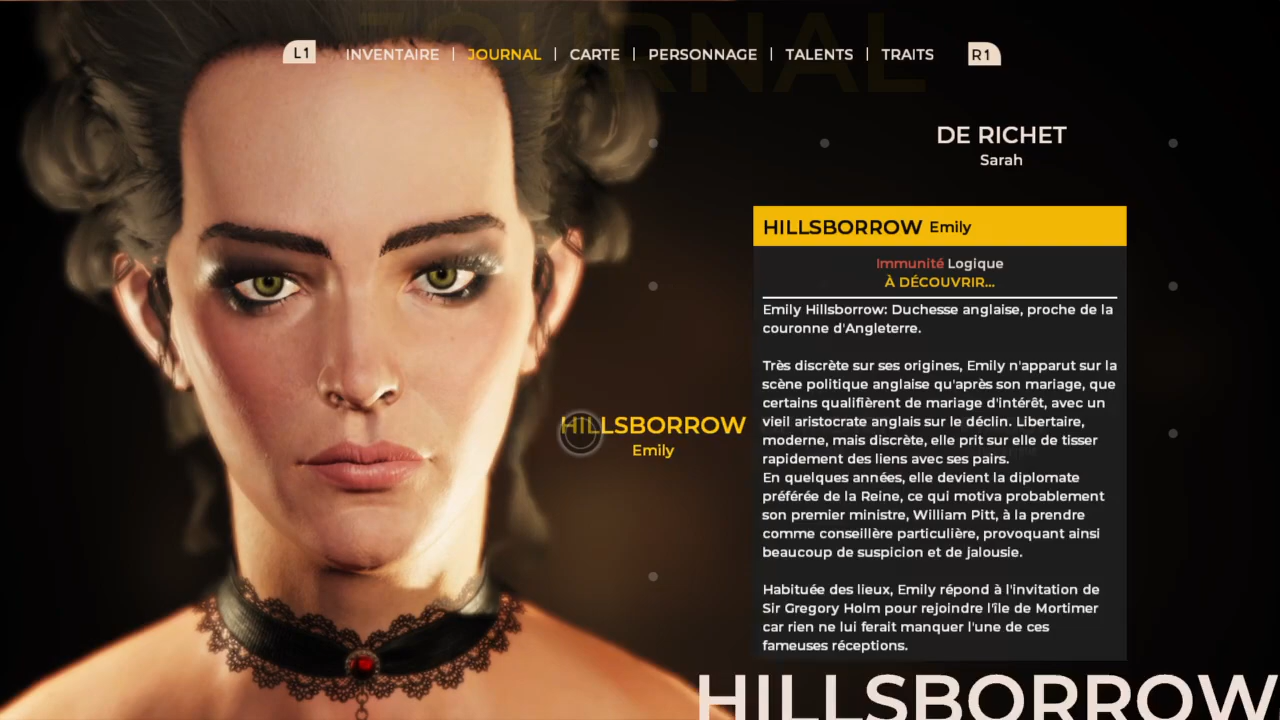 JOURNAL
L1 INVENTAIRE | JOURNAL | CARTE | PERSONNAGE | TALENTS | TRAITS R1
DE RICHET
Sarah
HILLSBORROW Emily
Immunité Logique
À DÉCOUVRIR...
Emily Hillsborrow: Duchesse anglaise, proche de la
couronne d'Angleterre.
Très discrète sur ses origines, Emily n'apparut sur la
scène politique anglaise qu'après son mariage, que
certains qualifièrent de mariage d'intérêt, avec un
vieil aristocrate anglais sur le déclin. Libertaire,
moderne, mais discrète, elle prit sur elle de tisser
rapidement des liens avec ses pairs.
En quelques années, elle devient la diplomate
préférée de la Reine, ce qui motiva probablement
son premier ministre, William Pitt, à la prendre
comme conseillère particulière, provoquant ainsi
beaucoup de suspicion et de jalousie.
Habituée des lieux, Emily répond à l'invitation de
Sir Gregory Holm pour rejoindre l'île de Mortimer
car rien ne lui ferait manquer l'une de ces
fameuses réceptions.
HILLSBORROW
Emily
HILLSBORROW